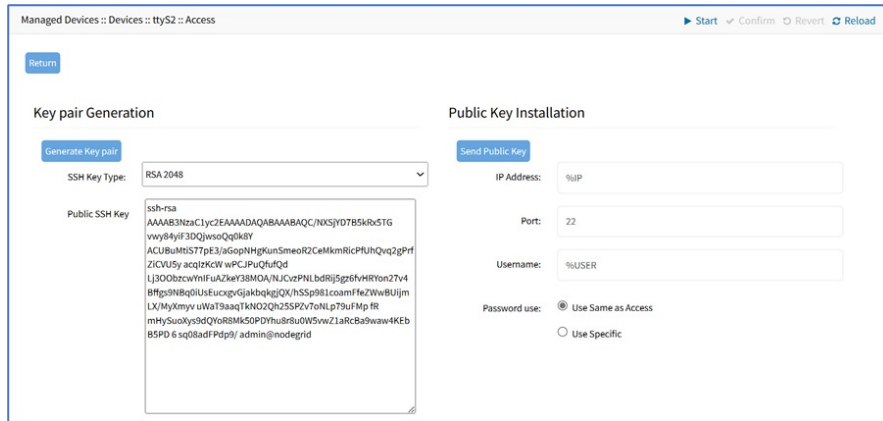 Managed Devices :: Devices :: ttyS2 :: Access
Start Confirm Revert Reload
Return
Key pair Generation
Generate Key pair
SSH Key Type: RSA 2048
Public SSH Key
ssh-rsa
AAAAB3NzaC1yc2EAAAADAQABAAABAQC/NXSjYD7B5kRx5TG
vwy84yiF3DQjwsoQq0k8Y
ACUBuMtiS77pE3/aGopNHgKunSmeoR2CeMkmRicPfUhQvq2gPrf
ZiCVU5y acqIzKcW wPCJPuQfufQd
Lj3OObzcwYnIFuAZkeY38MOA/NJCvzPNLbdRij5gz6fvHRYon27v4
Bffgs9NBq0iUsEucxgvGjakbqkgjQX/hSSp981coamFfeZWwBUijm
LX/MyXmyv uWaT9aaqTkNO2Qh25SPZv7oNLp79uFMp fR
mHySuoXys9dQYoR8Mk50PDYhu8r8u0W5vwZ1aRcBa9waw4KEb
B5PD 6 sq08adFPdp9/ admin@nodegrid
Public Key Installation
Send Public Key
IP Address: %IP
Port: 22
Username: %USER
Password use: Use Same as Access
Use Specific